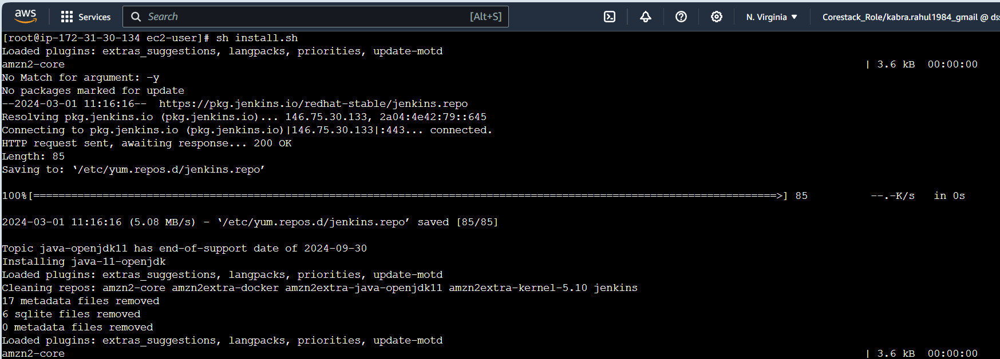 aws Services Search [Alt+S] N. Virginia Corestack_Role/kabra.rahul1984_gmail @
[root@ip-172-31-30-134 ec2-user]# sh install.sh
Loaded plugins: extras_suggestions, langpacks, priorities, update-motd
amzn2-core | 3.6 kB 00:00:00
No Match for argument: -y
No packages marked for update
--2024-03-01 11:16:16-- https://pkg.jenkins.io/redhat-stable/jenkins.repo
Resolving pkg.jenkins.io (pkg.jenkins.io)... 146.75.30.133, 2a04:4e42:79::645
Connecting to pkg.jenkins.io (pkg.jenkins.io)|146.75.30.133|:443... connected.
HTTP request sent, awaiting response... 200 OK
Length: 85
Saving to: ‘/etc/yum.repos.d/jenkins.repo’
100%[======================================================================================================================>] 85 --.-K/s in 0s
2024-03-01 11:16:16 (5.08 MB/s) - ‘/etc/yum.repos.d/jenkins.repo’ saved [85/85]
Topic java-openjdk11 has end-of-support date of 2024-09-30
Installing java-11-openjdk
Loaded plugins: extras_suggestions, langpacks, priorities, update-motd
Cleaning repos: amzn2-core amzn2extra-docker amzn2extra-java-openjdk11 amzn2extra-kernel-5.10 jenkins
17 metadata files removed
6 sqlite files removed
0 metadata files removed
Loaded plugins: extras_suggestions, langpacks, priorities, update-motd
amzn2-core | 3.6 kB 00:00:00